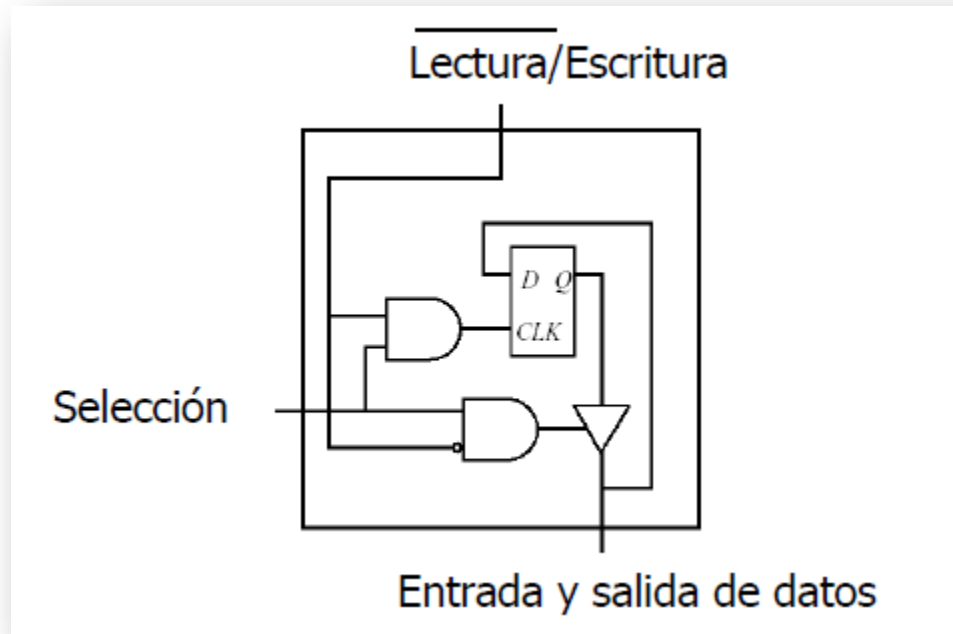 Lectura/Escritura
D Q
CLK
Selección
Entrada y salida de datos